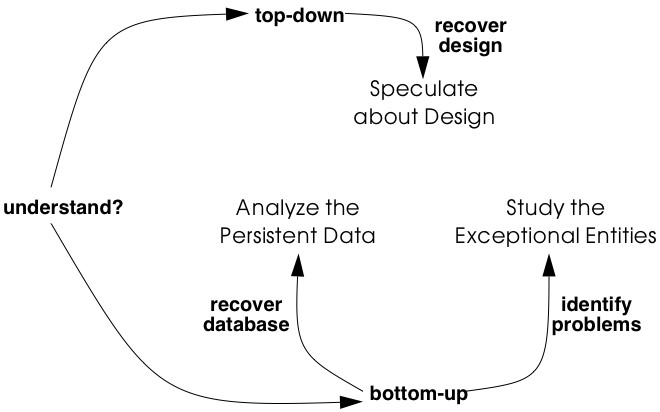 top-down
recover
design
Speculate
about Design
understand?
Analyze the
Persistent Data
Study the
Exceptional Entities
recover
database
identify
problems
bottom-up